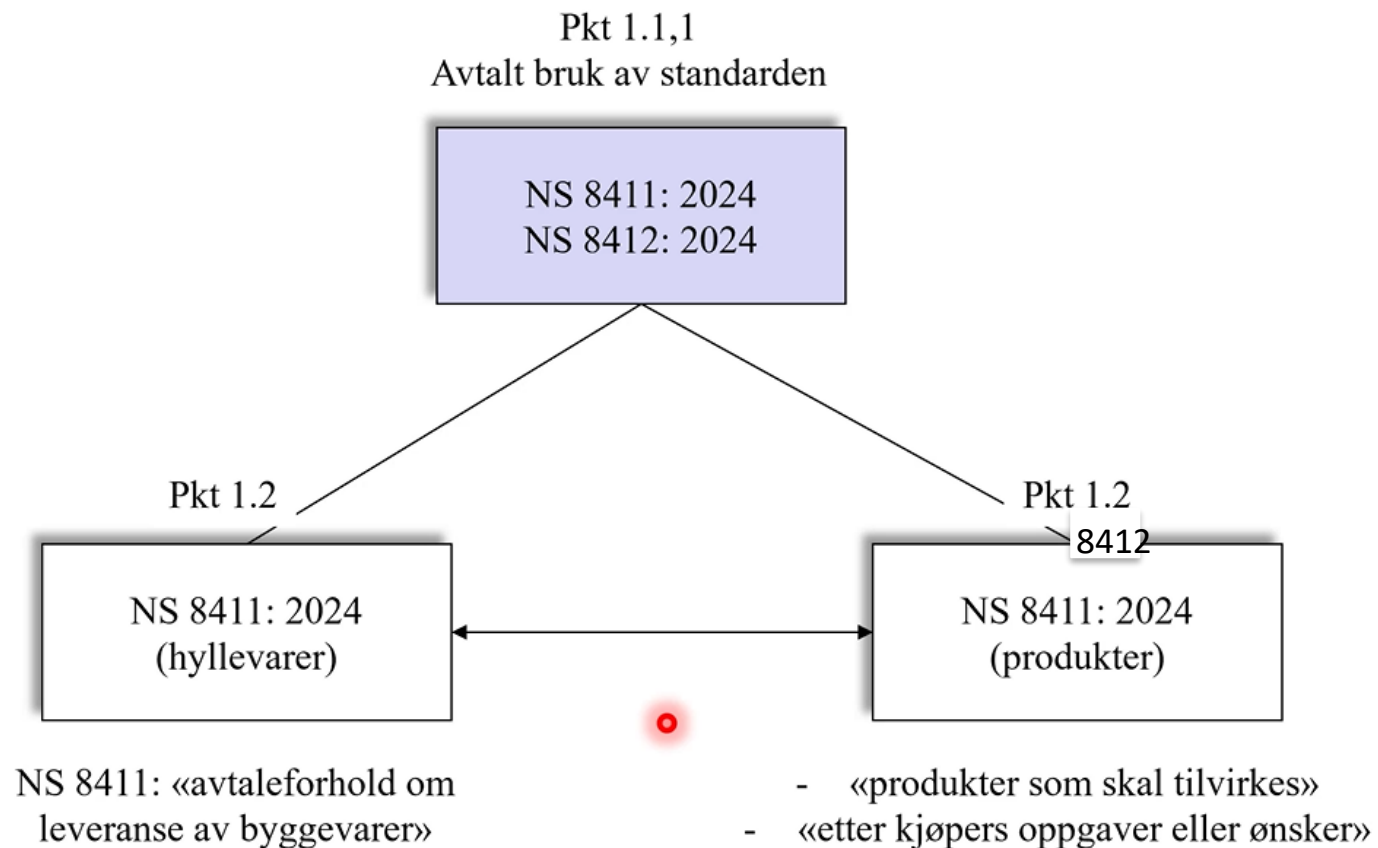 Pkt 1.1,1
Avtalt bruk av standarden
NS 8411: 2024
NS 8412: 2024
Pkt 1.2
NS 8411: 2024
(hyllevarer)
NS 8411: «avtaleforhold om
leveranse av byggevarer»
Pkt 1.2
8412
NS 8411: 2024
(produkter)
- «produkter som skal tilvirkes»
- «etter kjøpers oppgaver eller ønsker»